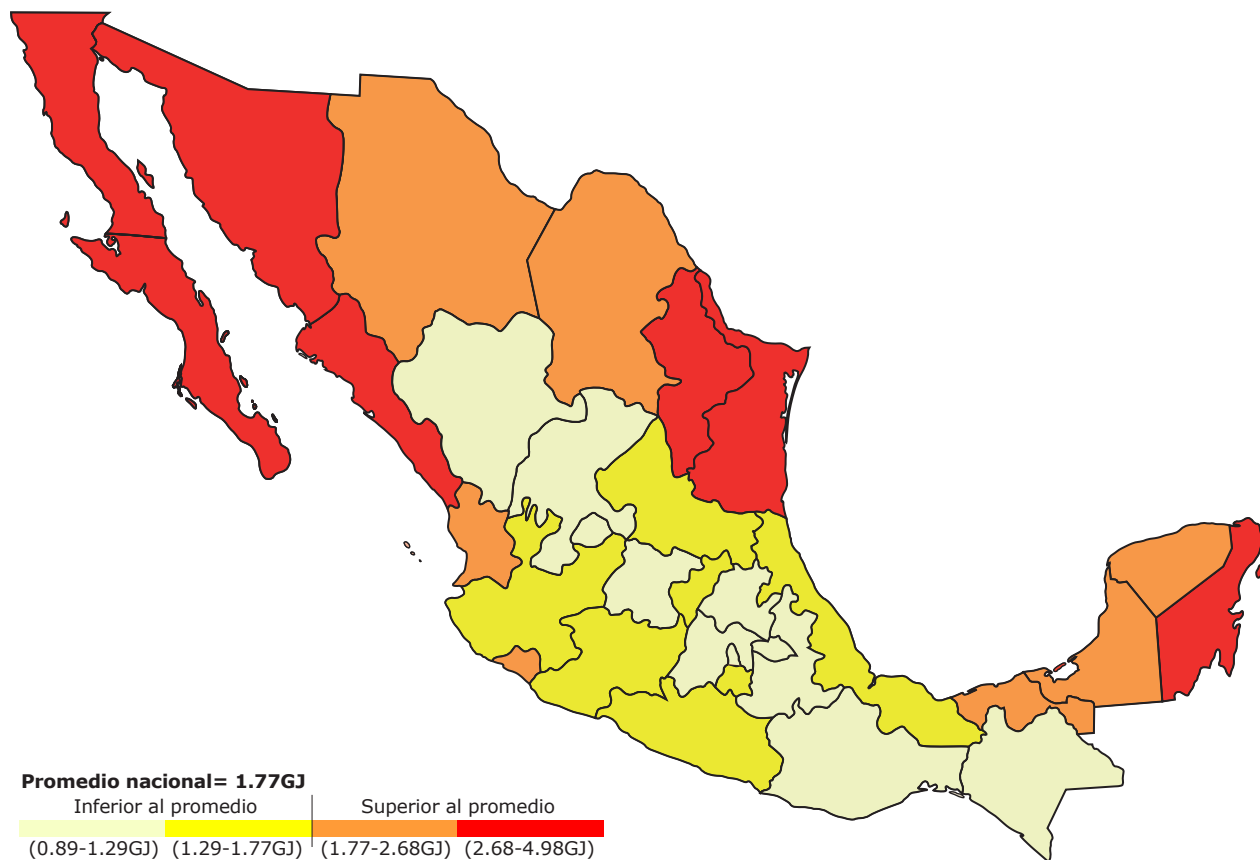 Promedio nacional= 1.77GJ
Inferior al promedio Superior al promedio
(0.89-1.29GJ) (1.29-1.77GJ) (1.77-2.68GJ) (2.68-4.98GJ)